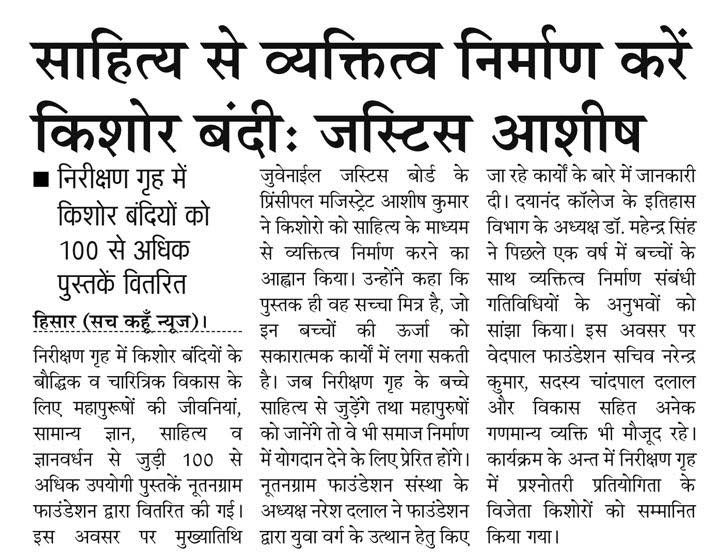 साहित्य से व्यक्तित्व निर्माण करें
किशोर बंदीः जस्टिस आशीष
■ निरीक्षण गृह में
किशोर बंदियों को
100 से अधिक
पुस्तकें वितरित
हिसार (सच कहूँ न्यूज)।
निरीक्षण गृह में किशोर बंदियों के
बौद्धिक व चारित्रिक विकास के
लिए महापुरूषों की जीवनियां,
सामान्य ज्ञान, साहित्य व
ज्ञानवर्धन से जुड़ी 100 से
अधिक उपयोगी पुस्तकें नूतनग्राम
फाउंडेशन द्वारा वितरित की गई।
इस अवसर पर मुख्यातिथि
जुवेनाईल जस्टिस बोर्ड के
प्रिंसीपल मजिस्ट्रेट आशीष कुमार
ने किशोरो को साहित्य के माध्यम
से व्यक्तित्व निर्माण करने का
आह्वान किया। उन्होंने कहा कि
पुस्तक ही वह सच्चा मित्र है, जो
इन बच्चों की ऊर्जा को
सकारात्मक कार्यों में लगा सकती
है। जब निरीक्षण गृह के बच्चे
साहित्य से जुड़ेंगे तथा महापुरुषों
को जानेंगे तो वे भी समाज निर्माण
में योगदान देने के लिए प्रेरित होंगे।
नूतनग्राम फाउंडेशन संस्था के
अध्यक्ष नरेश दलाल ने फाउंडेशन
द्वारा युवा वर्ग के उत्थान हेतु किए
जा रहे कार्यों के बारे में जानकारी
दी। दयानंद कॉलेज के इतिहास
विभाग के अध्यक्ष डॉ. महेन्द्र सिंह
ने पिछले एक वर्ष में बच्चों के
साथ व्यक्तित्व निर्माण संबंधी
गतिविधियों के अनुभवों को
सांझा किया। इस अवसर पर
वेदपाल फाउंडेशन सचिव नरेन्द्र
कुमार, सदस्य चांदपाल दलाल
और विकास सहित अनेक
गणमान्य व्यक्ति भी मौजूद रहे।
कार्यक्रम के अन्त में निरीक्षण गृह
में प्रश्नोतरी प्रतियोगिता के
विजेता किशोरों को सम्मानित
किया गया।